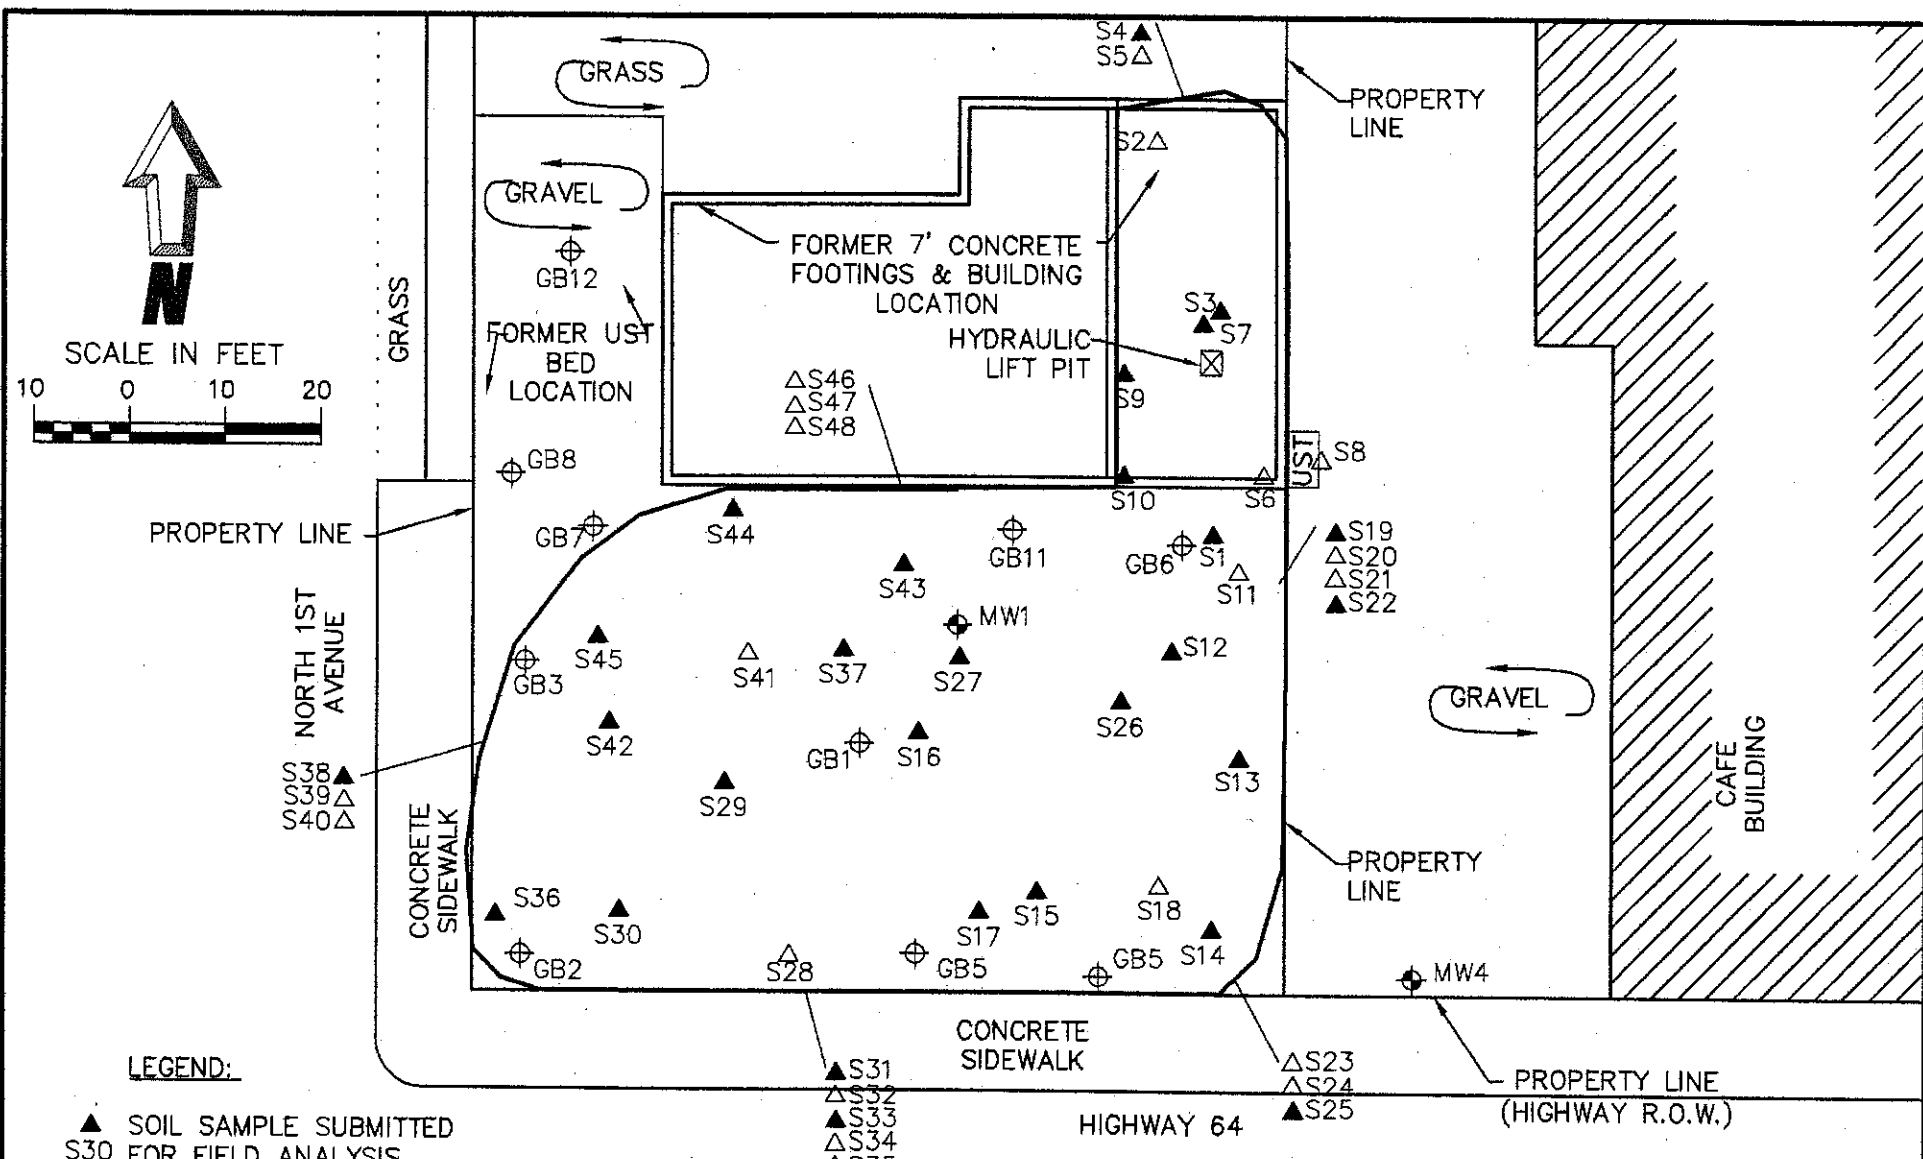 S4
S5
GRASS
PROPERTY
LINE
S2
GRAVEL
FORMER 7' CONCRETE
FOOTINGS & BUILDING
LOCATION
GB12
GRASS
S3
S7
FORMER UST
BED
LOCATION
HYDRAULIC
LIFT PIT
N
SCALE IN FEET
10 0 10 20
S46
S47
S48
S9
UST
S8
GB8
S10
S6
PROPERTY LINE
GB7
S44
GB11
GB6
S1
S19
S20
S21
S22
S43
S11
MW1
NORTH 1ST
AVENUE
S45
GB3
S41
S37
S27
S12
GRAVEL
S42
GB1
S16
S26
S13
S38
S39
S40
S29
CAFE
BUILDING
CONCRETE
SIDEWALK
PROPERTY
LINE
S36
S30
S17
S15
S18
S14
GB2
S28
GB5
GB5
MW4
CONCRETE
SIDEWALK
LEGEND:
S31
S32
S33
S34
S35
S23
S24
S25
PROPERTY LINE
(HIGHWAY R.O.W.)
HIGHWAY 64
SOIL SAMPLE SUBMITTED
S30 FOR FIELD ANALYSIS